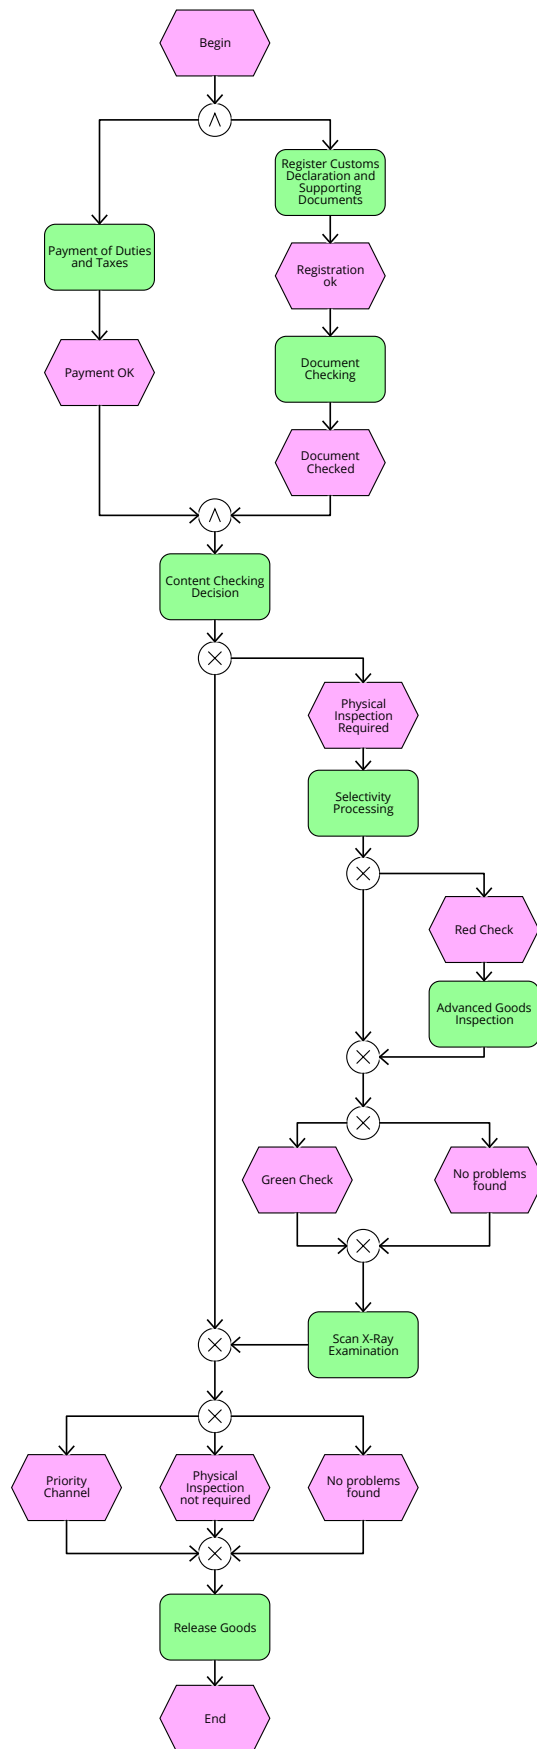 Begin
Register Customs
Declaration and
Supporting
Documents
Payment of Duties
and Taxes
Registration
ok
Document
Checking
Payment OK
Document
Checked
Content Checking
Decision
Physical
Inspection
Required
Selectivity
Processing
Red Check
Advanced Goods
Inspection
Green Check
No problems
found
Scan X-Ray
Examination
Priority
Channel
Physical
Inspection
not required
No problems
found
Release Goods
End